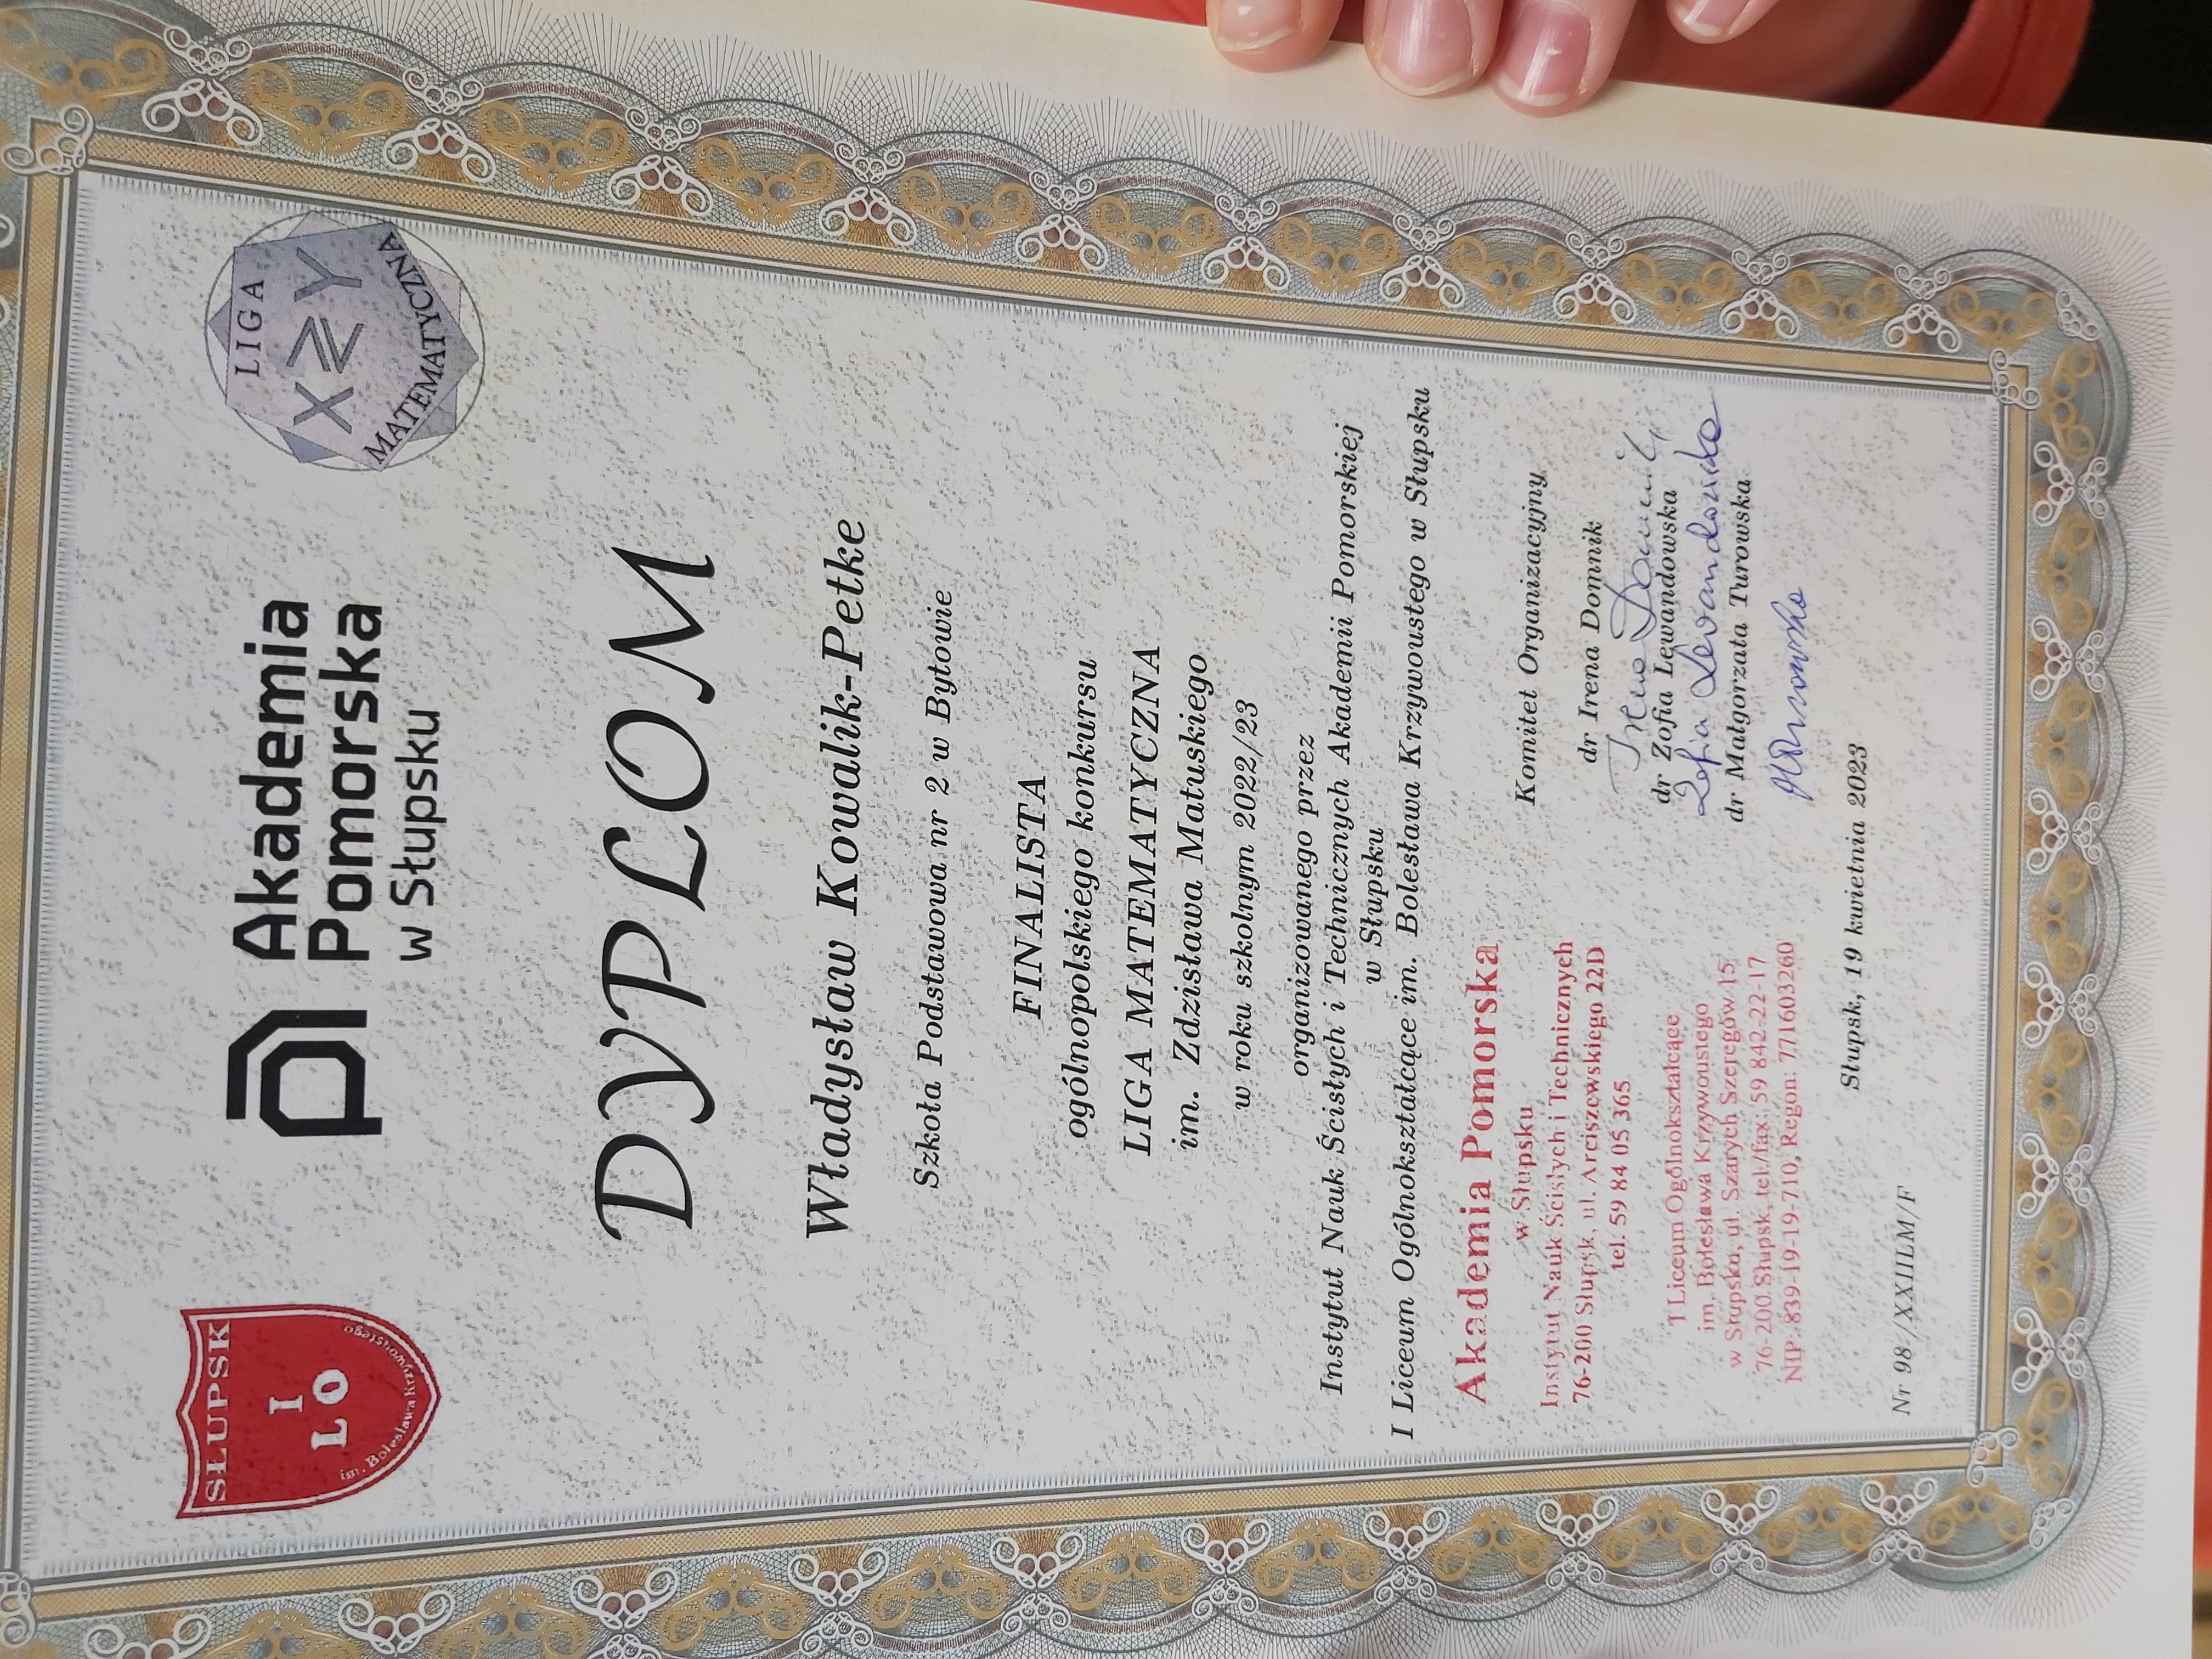 SŁUPSK
I
LO
im. Bolesława Krzywoustego
Akademia
Pomorska
w Słupsku
LIGA
X≷Y
MATEMATYCZNA
DYPLOM
Władysław Kowalik-Petke
Szkoła Podstawowa nr 2 w Bytowie
FINALISTA
ogólnopolskiego konkursu
LIGA MATEMATYCZNA
im. Zdzisława Matuskiego
w roku szkolnym 2022/23
organizowanego przez
Instytut Nauk Ścisłych i Technicznych Akademii Pomorskiej
w Słupsku
I Liceum Ogólnokształcące im. Bolesława Krzywoustego w Słupsku
Akademia Pomorska
w Słupsku
Instytut Nauk Ścisłych i Technicznych
76-200 Słupsk, ul. Arciszewskiego 22D
tel. 59 84 05 365
I Liceum Ogólnokształcące
im. Bolesława Krzywoustego
w Słupsku, ul. Szarych Szeregów 15
76-200 Słupsk, tel./fax: 59 842-22-17
NIP: 839-19-19-710, Regon: 771603260
Komitet Organizacyjny
dr Irena Domnik
Irena Domnik
dr Zofia Lewandowska
Zofia Lewandowska
dr Małgorzata Turowska
MTurowska
Słupsk, 19 kwietnia 2023
Nr 98/XXIILM/F